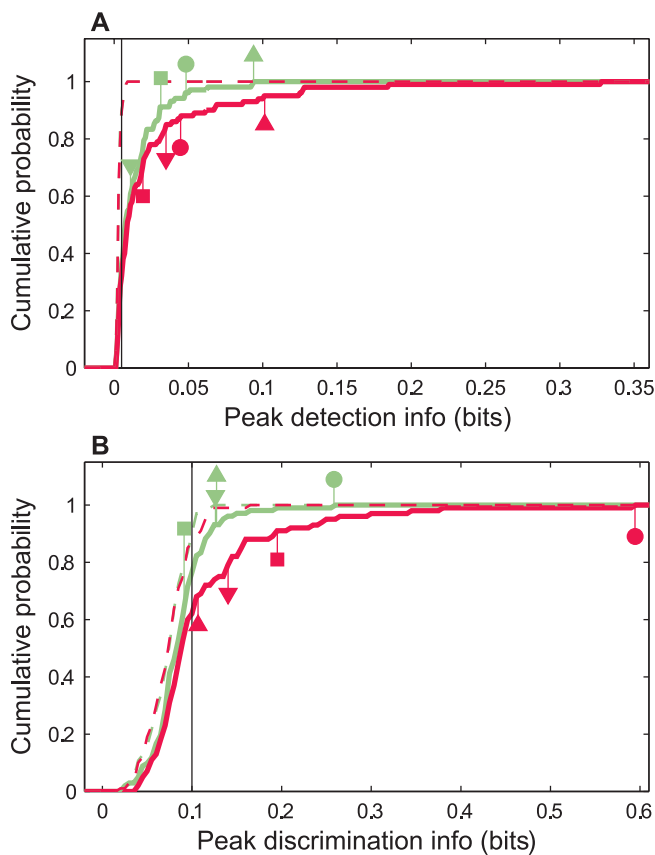 A
Cumulative probability
1
0.8
0.6
0.4
0.2
0
0 0.05 0.1 0.15 0.2 0.25 0.3 0.35
Peak detection info (bits)
B
Cumulative probability
1
0.8
0.6
0.4
0.2
0
0 0.1 0.2 0.3 0.4 0.5 0.6
Peak discrimination info (bits)